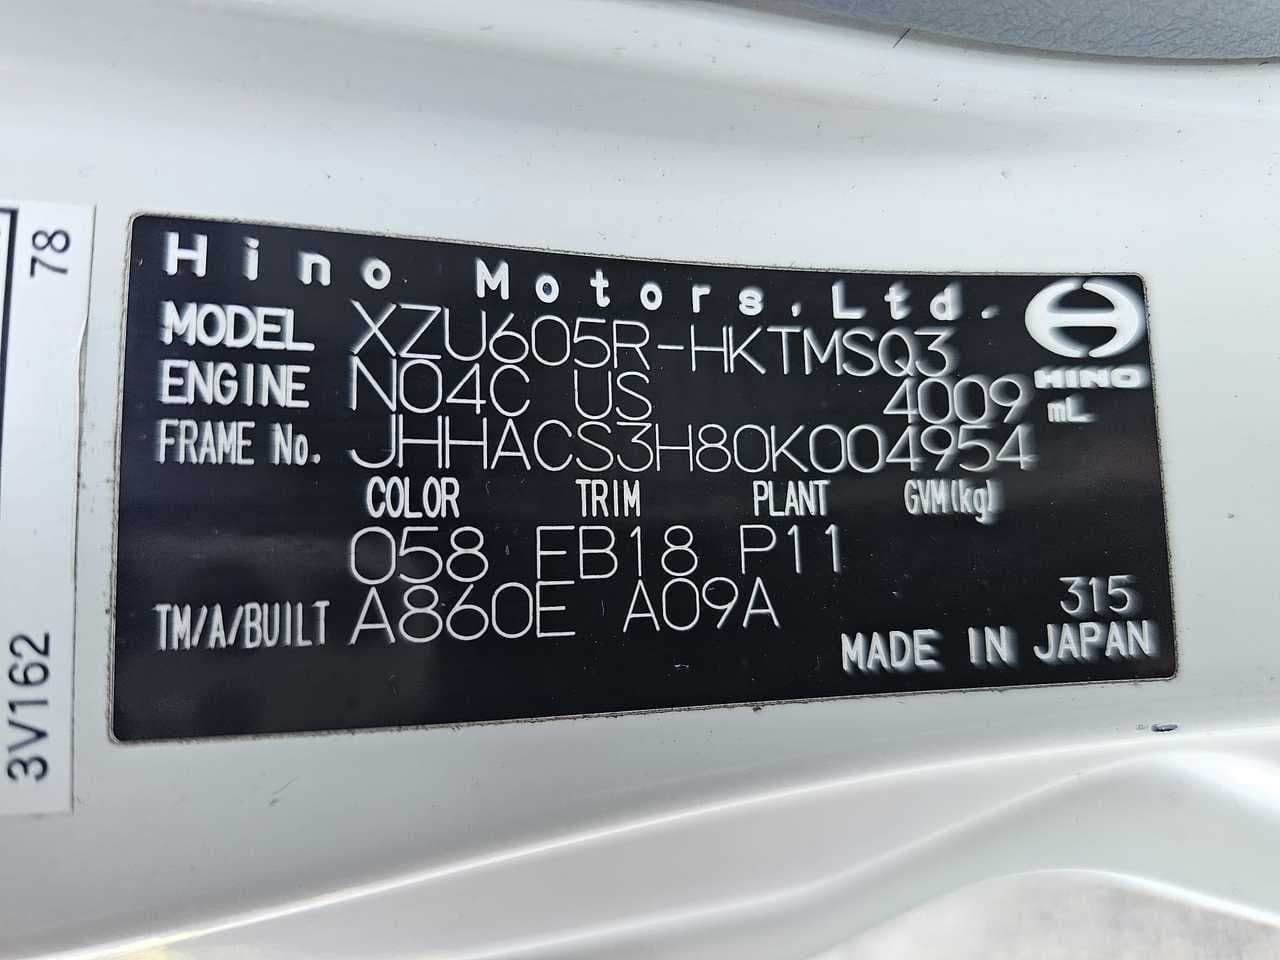 Hino Motors,Ltd.
HINO
MODEL XZU605R-HKTMSQ3
ENGINE N04C US 4009 mL
FRAME No. JHHACS3H80K004954
COLOR TRIM PLANT GVM(kg)
058 FB18 P11
TM/A/BUILT A860E A09A 315
MADE IN JAPAN
3V162 78